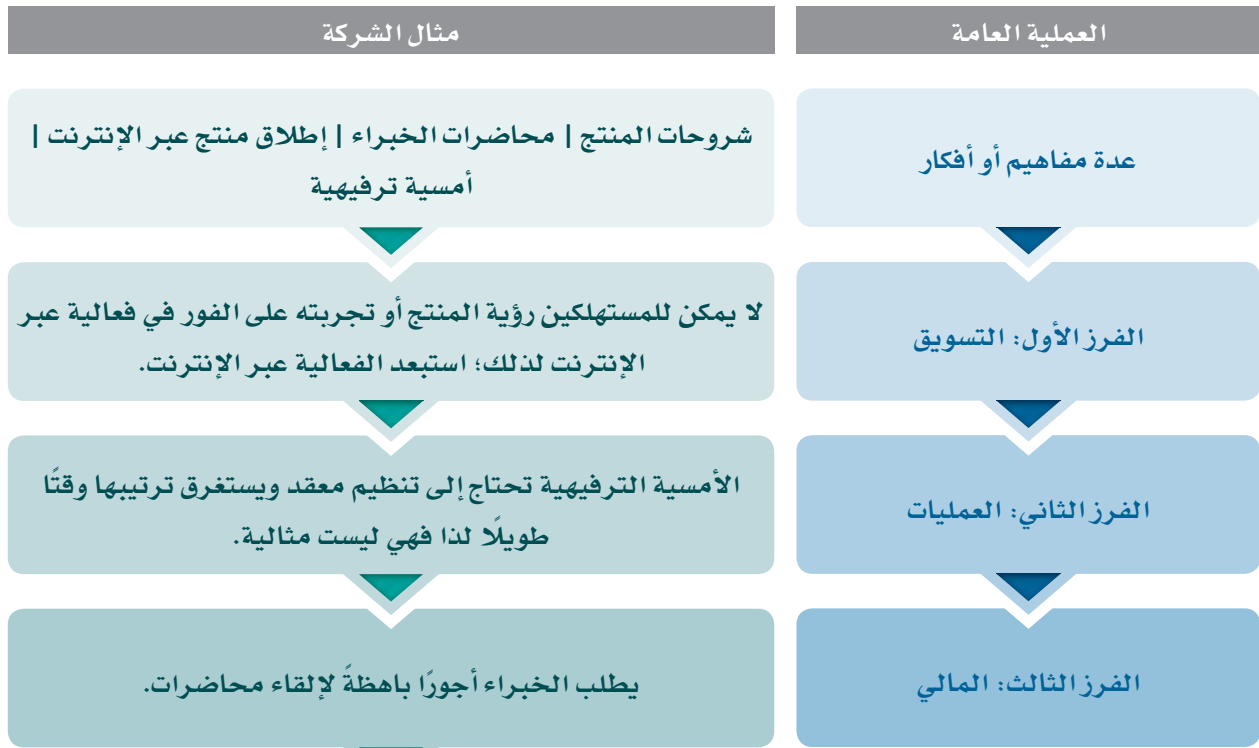 العملية العامة
مثال الشركة
عدة مفاهيم أو أفكار
شروحات المنتج | محاضرات الخبراء | إطلاق منتج عبر الإنترنت |
أمسية ترفيهية
الفرز الأول: التسويق
لا يمكن للمستهلكين رؤية المنتج أو تجربته على الفور في فعالية عبر
الإنترنت لذلك؛ استبعد الفعالية عبر الإنترنت.
الفرز الثاني: العمليات
الأمسية الترفيهية تحتاج إلى تنظيم معقد ويستغرق ترتيبها وقتًا
طويلًا لذا فهي ليست مثالية.
الفرز الثالث: المالي
يطلب الخبراء أجورًا باهظةً لإلقاء محاضرات.